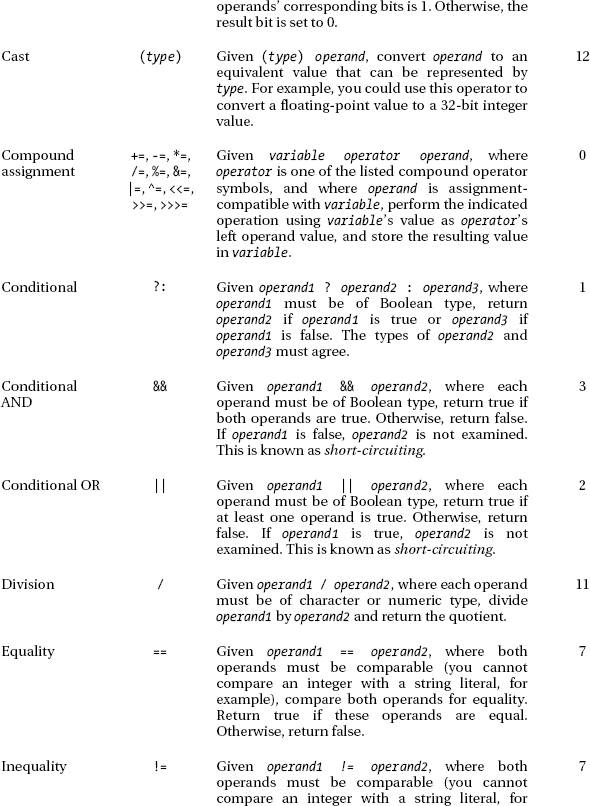 operands' corresponding bits is 1. Otherwise, the
result bit is set to 0.
Cast (type) Given (type) operand, convert operand to an 12
equivalent value that can be represented by
type. For example, you could use this operator to
convert a floating-point value to a 32-bit integer
value.
Compound +=, -=, *=, Given variable operator operand, where 0
assignment /=, %=, &=, operator is one of the listed compound operator
|=, ^=, <<=, symbols, and where operand is assignment-
>>=, >>>= compatible with variable, perform the indicated
operation using variable's value as operator's
left operand value, and store the resulting value
in variable.
Conditional ?: Given operand1 ? operand2 : operand3, where 1
operand1 must be of Boolean type, return
operand2 if operand1 is true or operand3 if
operand1 is false. The types of operand2 and
operand3 must agree.
Conditional && Given operand1 && operand2, where each 3
AND operand must be of Boolean type, return true if
both operands are true. Otherwise, return false.
If operand1 is false, operand2 is not examined.
This is known as short-circuiting.
Conditional OR || Given operand1 || operand2, where each 2
operand must be of Boolean type, return true if
at least one operand is true. Otherwise, return
false. If operand1 is true, operand2 is not
examined. This is known as short-circuiting.
Division / Given operand1 / operand2, where each operand 11
must be of character or numeric type, divide
operand1 by operand2 and return the quotient.
Equality == Given operand1 == operand2, where both 7
operands must be comparable (you cannot
compare an integer with a string literal, for
example), compare both operands for equality.
Return true if these operands are equal.
Otherwise, return false.
Inequality != Given operand1 != operand2, where both 7
operands must be comparable (you cannot
compare an integer with a string literal, for